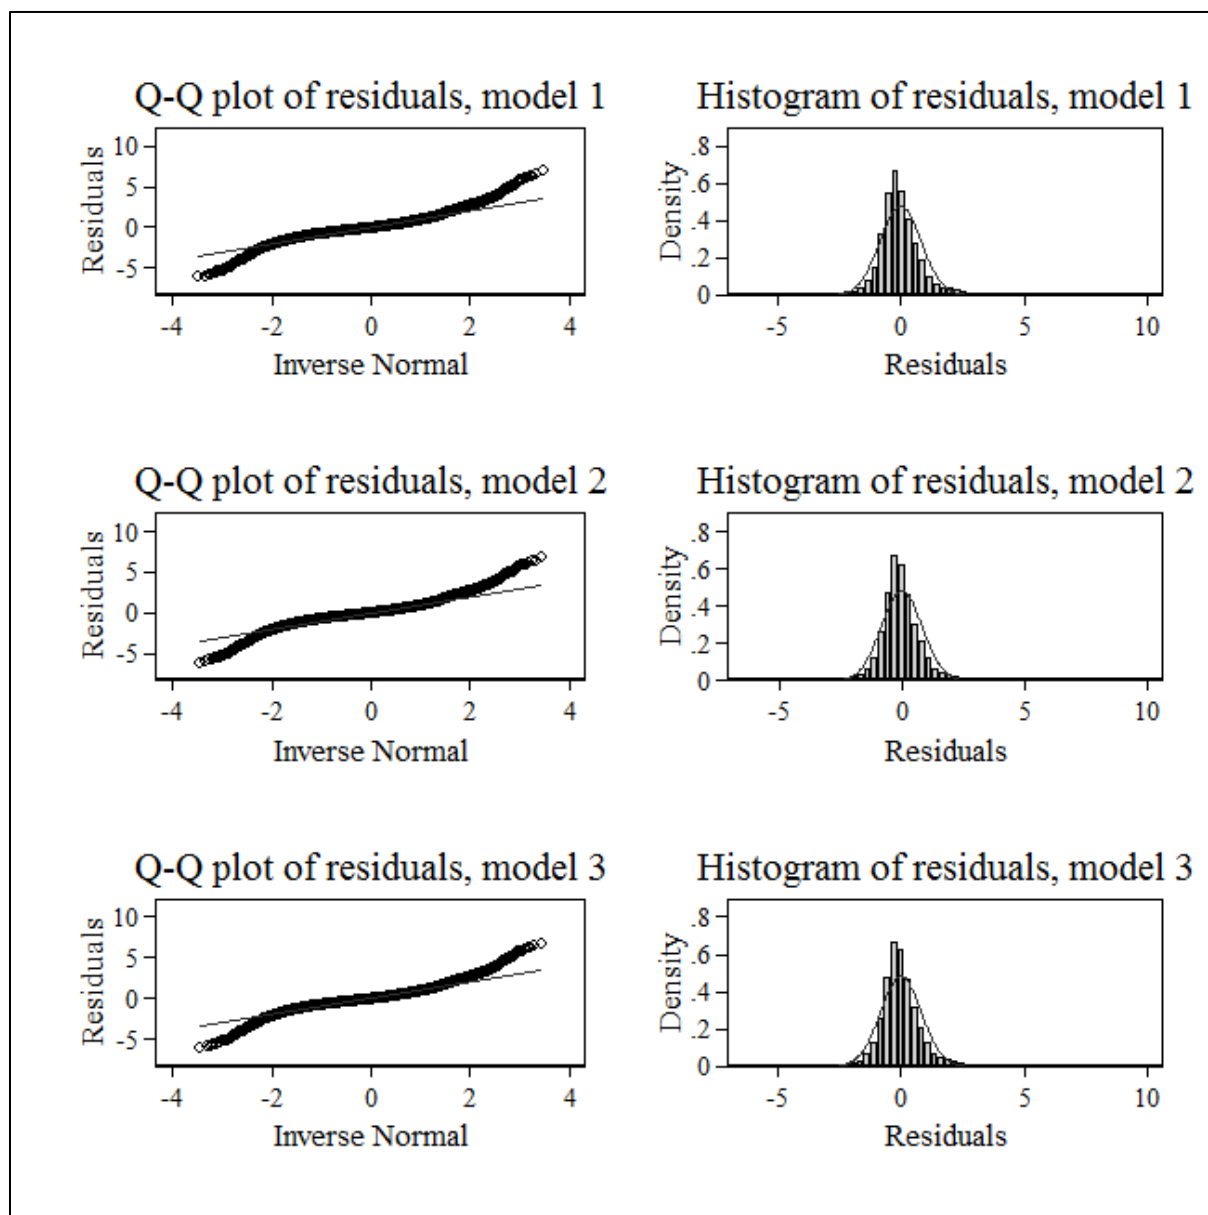 Q-Q plot of residuals, model 1
Histogram of residuals, model 1
Residuals
10
5
0
-5
-4 -2 0 2 4
Inverse Normal
Density
.8
.6
.4
.2
0
-5 0 5 10
Residuals
Q-Q plot of residuals, model 2
Histogram of residuals, model 2
Residuals
10
5
0
-5
-4 -2 0 2 4
Inverse Normal
Density
.8
.6
.4
.2
0
-5 0 5 10
Residuals
Q-Q plot of residuals, model 3
Histogram of residuals, model 3
Residuals
10
5
0
-5
-4 -2 0 2 4
Inverse Normal
Density
.8
.6
.4
.2
0
-5 0 5 10
Residuals